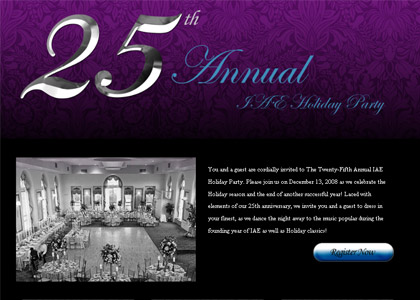 25th
Annual
IAE Holiday Party
You and a guest are cordially invited to The Twenty-Fifth Annual IAE
Holiday Party. Please join us on December 13, 2008 as we celebrate the
Holiday season and the end of another successful year! Laced with
elements of our 25th anniversary, we invite you and a guest to dress in
your finest, as we dance the night away to the music popular during the
founding year of IAE as well as Holiday classics!
Register Now